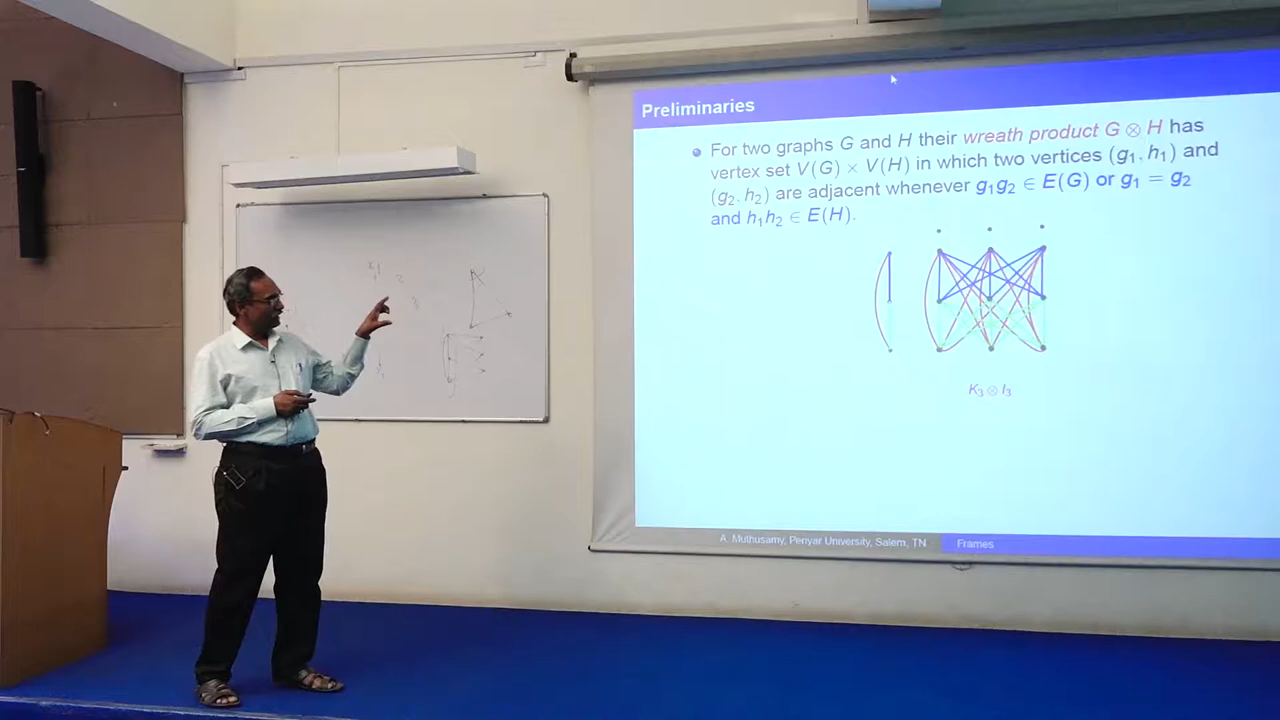 Preliminaries
For two graphs G and H their wreath product G ⊗ H has
vertex set V(G) × V(H) in which two vertices (g₁, h₁) and
(g₂, h₂) are adjacent whenever g₁g₂ ∈ E(G) or g₁ = g₂
and h₁h₂ ∈ E(H).
K₃ ⊗ I₃
A. Muthusamy, Periyar University, Salem, TN Frames